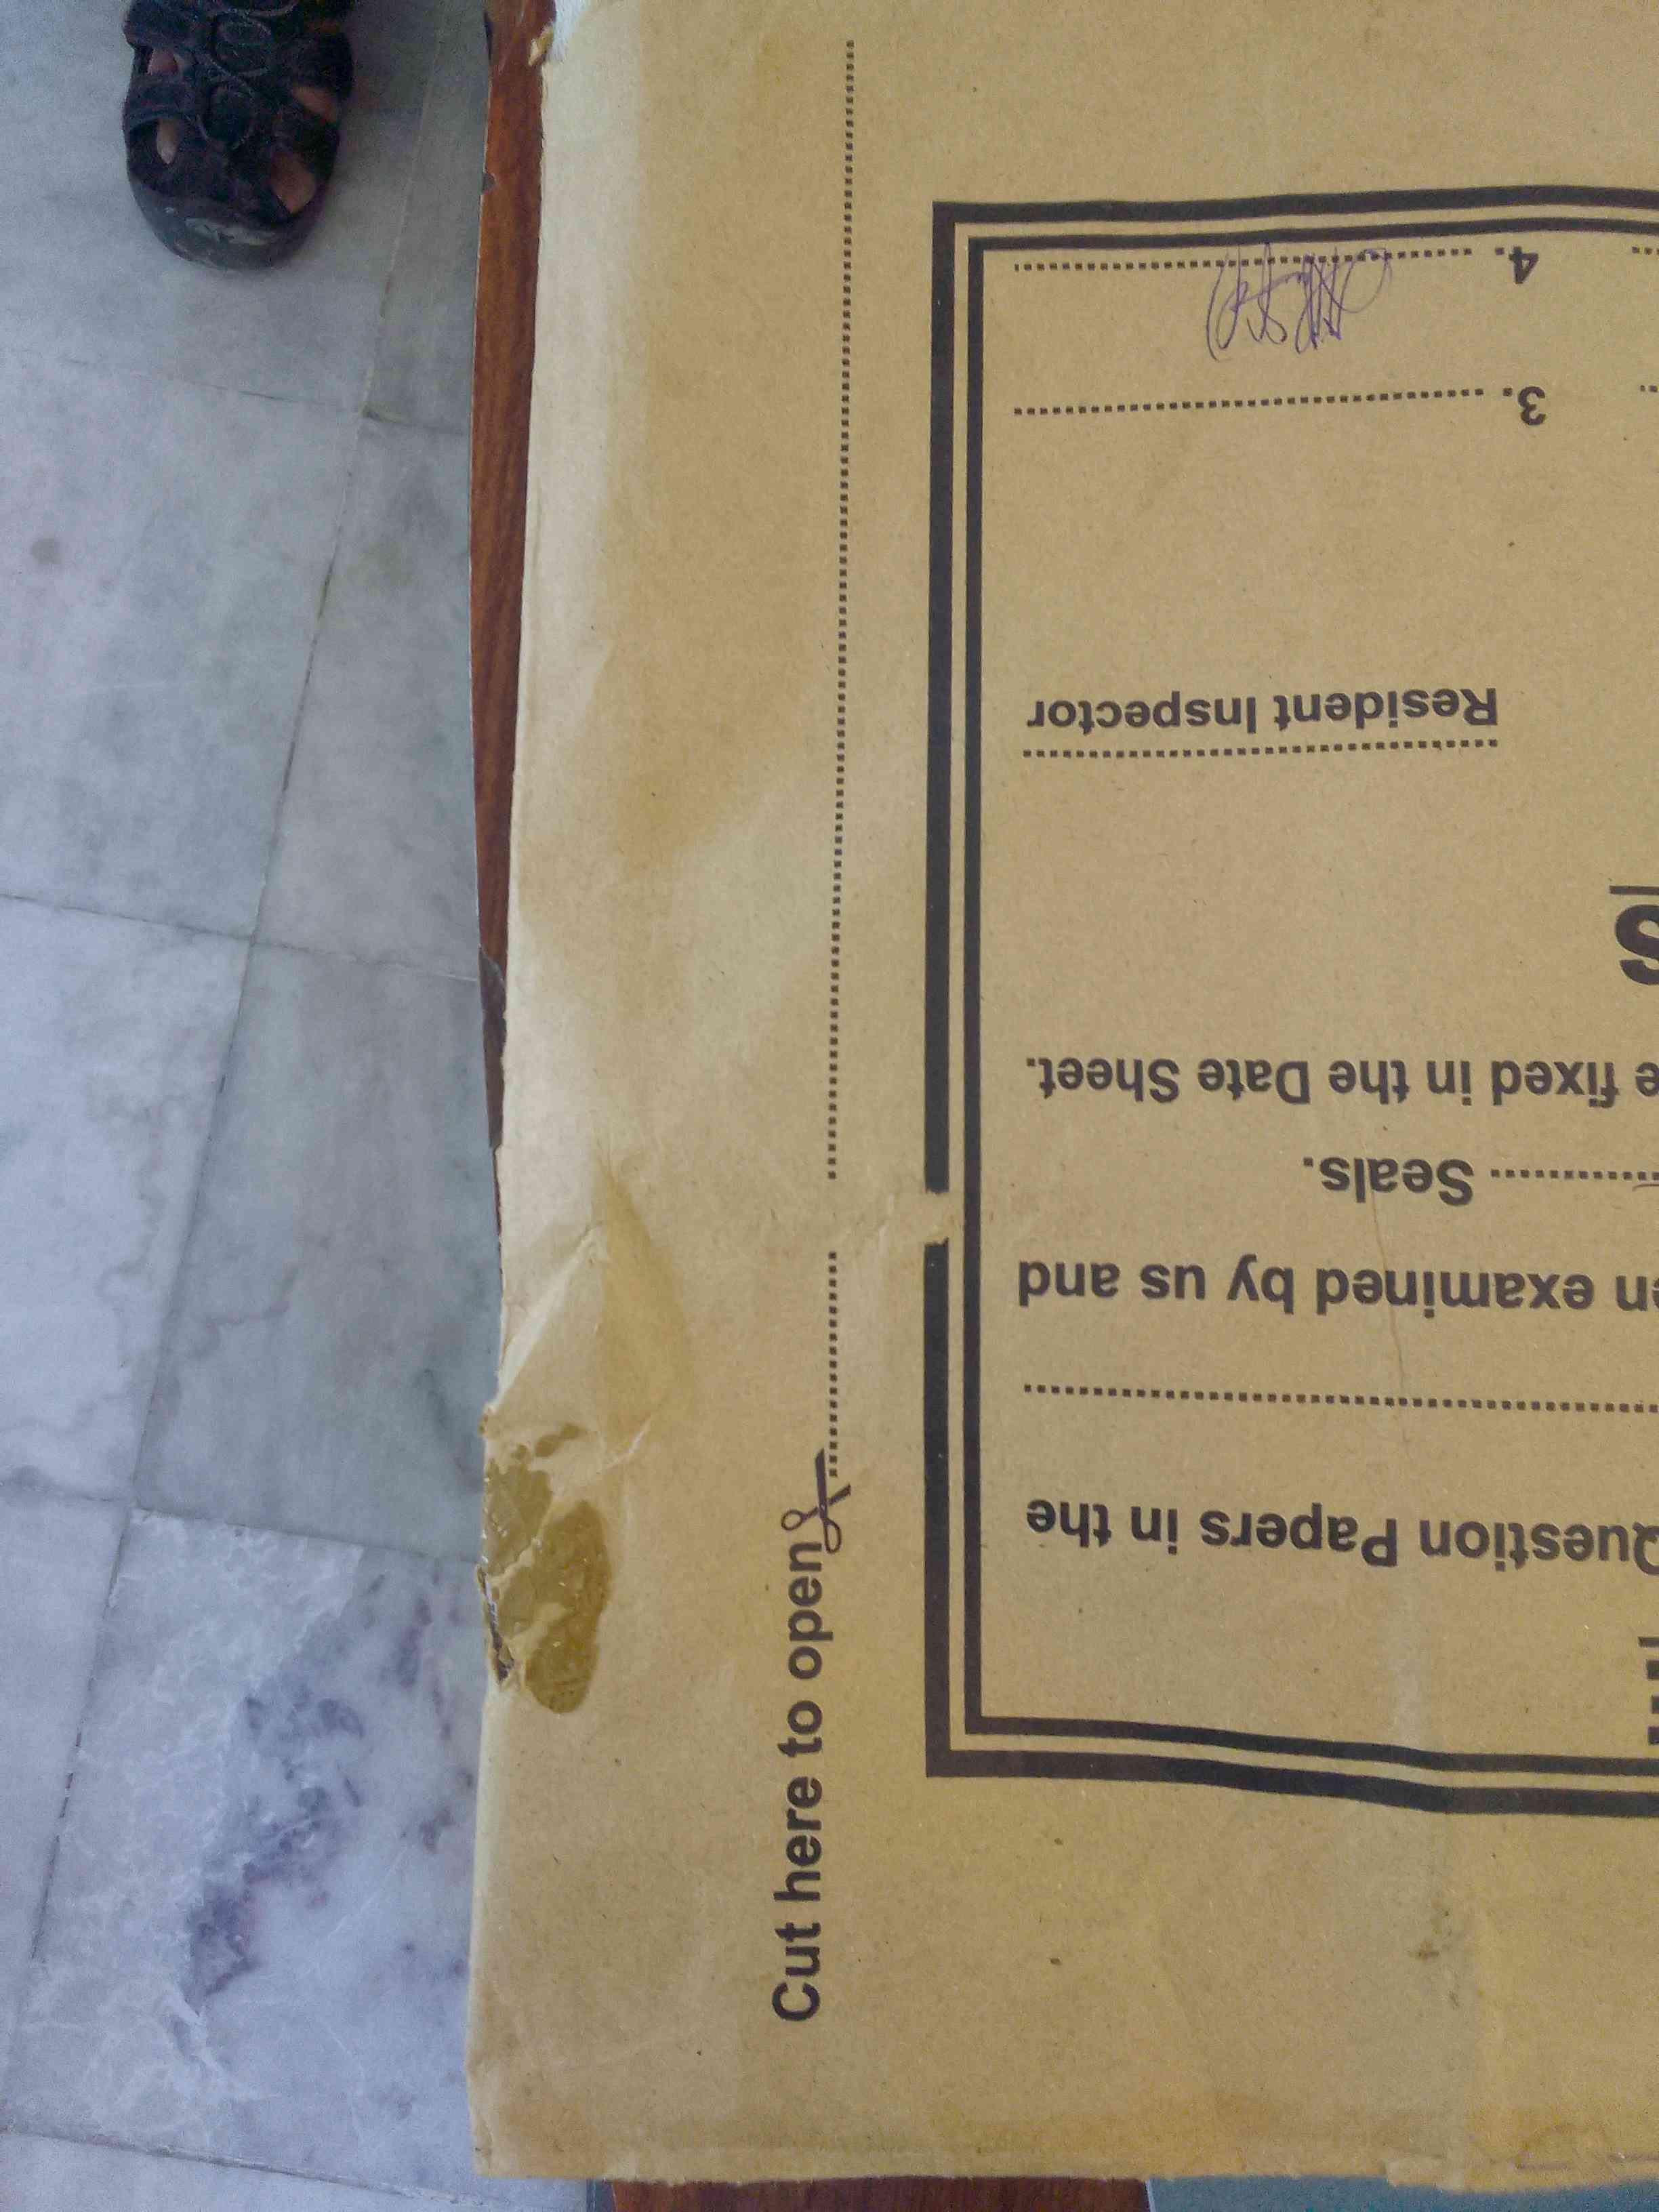 Question Papers in the
................................
en examined by us and
............ Seals.
e fixed in the Date Sheet.
S
................................
Resident Inspector
3. ................................
4. ................................
Cut here to open